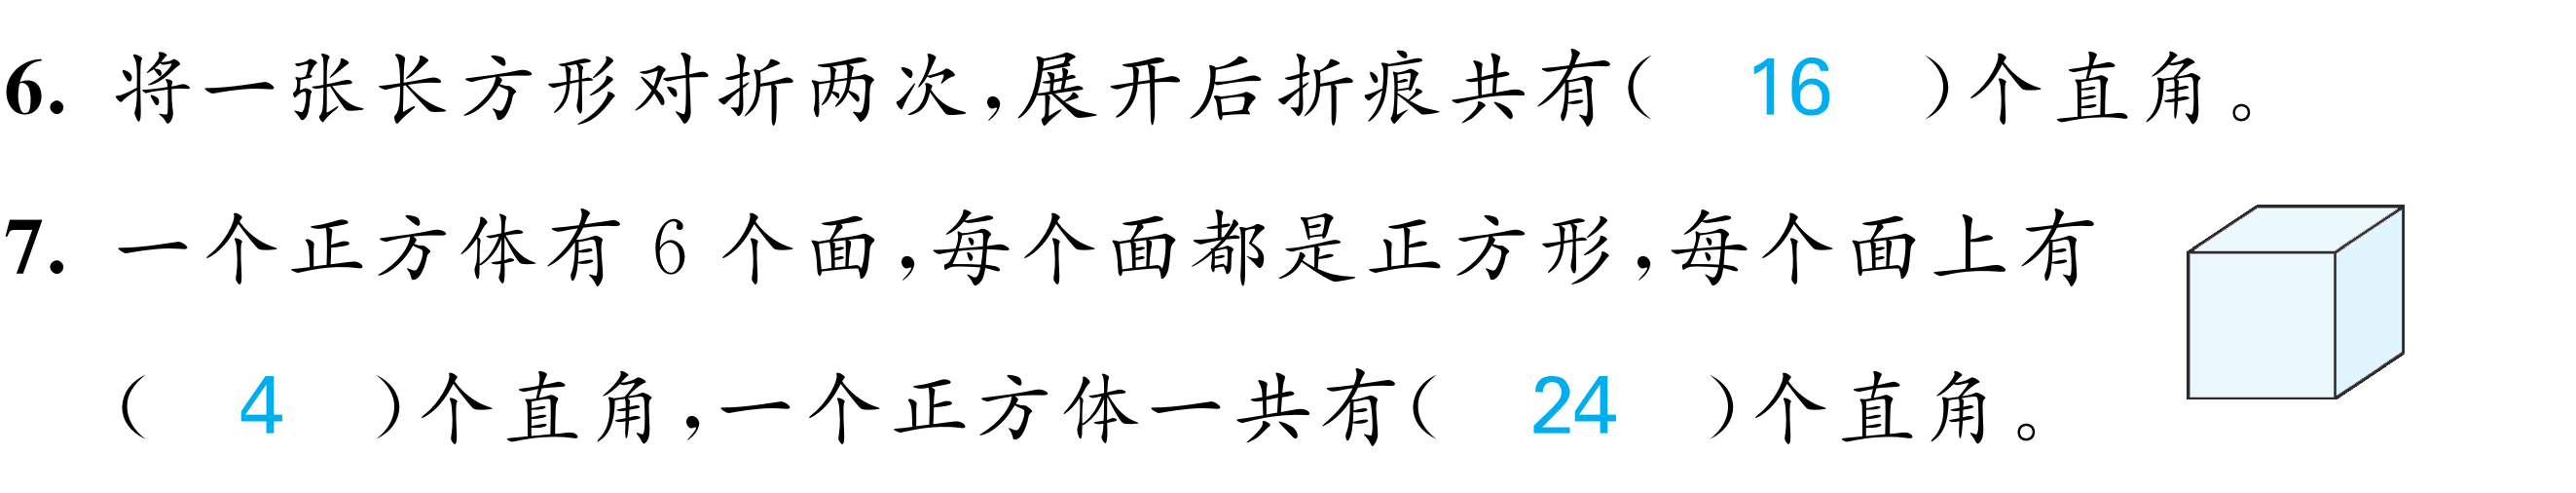 6. 将一张长方形对折两次,展开后折痕共有( 16 )个直角。
7. 一个正方体有 6 个面,每个面都是正方形,每个面上有
( 4 )个直角,一个正方体一共有( 24 )个直角。